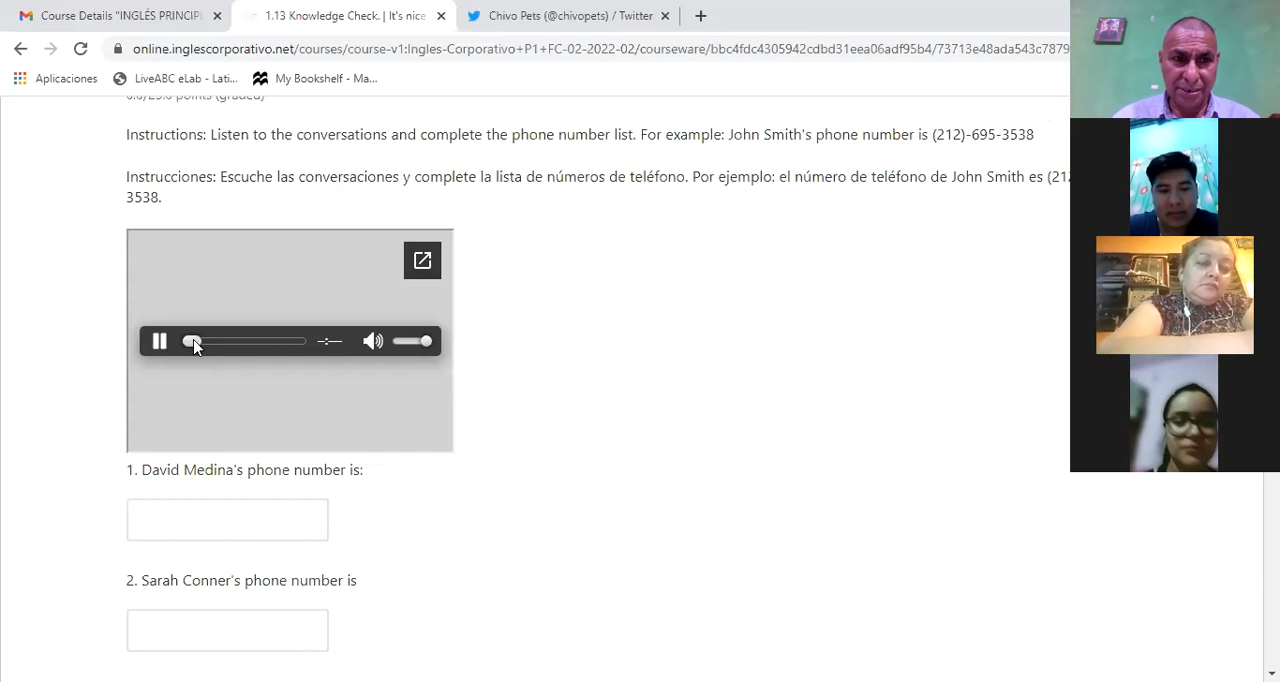 Course Details "INGLÉS PRINCIPI
1.13 Knowledge Check. | It's nice
Chivo Pets (@chivopets) / Twitter
online.inglescorporativo.net/courses/course-v1:Ingles-Corporativo+P1+FC-02-2022-02/courseware/bbc4fdc4305942cdbd31eea06adf95b4/73713e48ada543c7879
Aplicaciones
LiveABC eLab - Lati...
My Bookshelf - Ma...
points (graded)
Instructions: Listen to the conversations and complete the phone number list. For example: John Smith's phone number is (212)-695-3538
Instrucciones: Escuche las conversaciones y complete la lista de números de teléfono. Por ejemplo: el número de teléfono de John Smith es (212
3538.
-:-
1. David Medina's phone number is:
2. Sarah Conner's phone number is